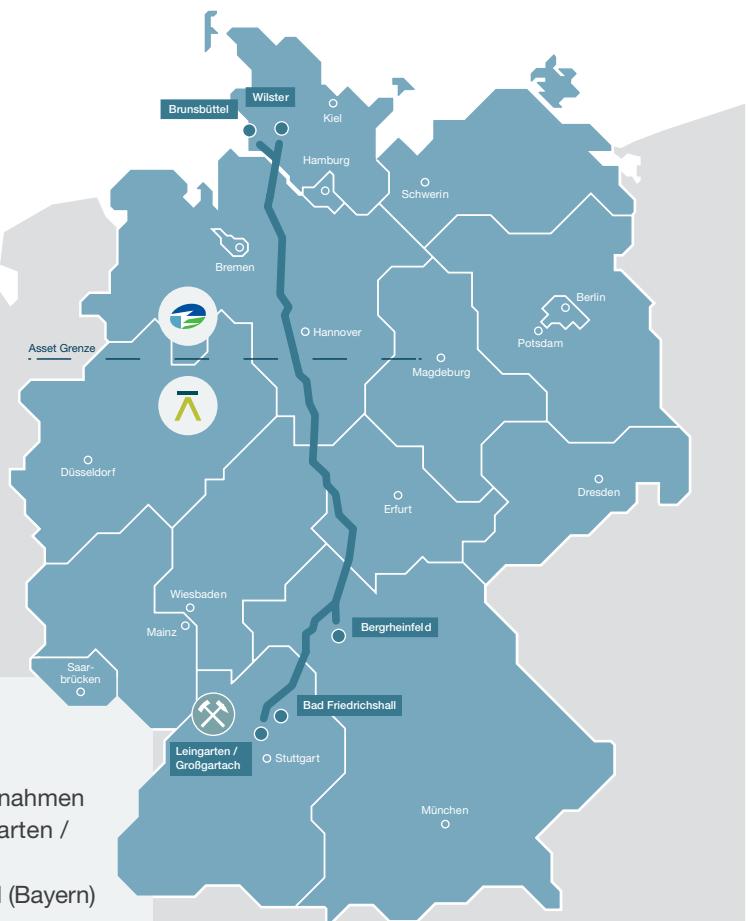 Wilster
Brunsbüttel
Kiel
Hamburg
Schwerin
Bremen
Berlin
Hannover
Potsdam
Asset Grenze
Magdeburg
Düsseldorf
Dresden
Erfurt
Wiesbaden
Mainz
Bergrheinfeld
Saar-
brücken
Bad Friedrichshall
Leingarten /
Großgartach
Stuttgart
nahmen
arten /
München
(Bayern)